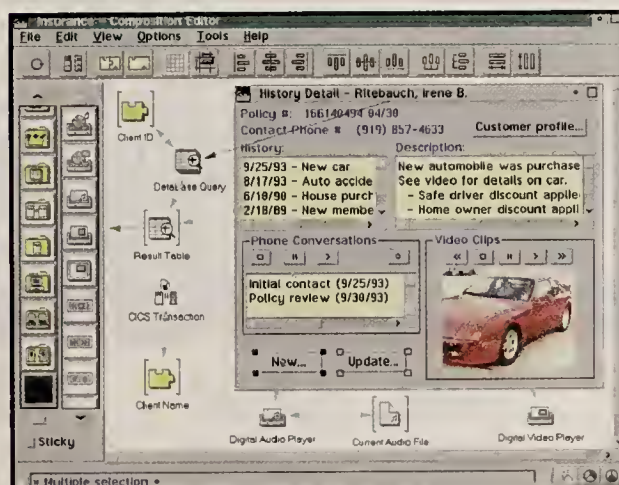 Insurance - Composition Editor
File Edit View Options Tools Help
History Detail - Ritebauch, Irene B.
Policy #: 166140494 04/30
Contact Phone # (919) 857-4633
Customer profile...
History:
9/25/93 - New car
8/17/93 - Auto accide
6/10/90 - House purch
2/18/89 - New membe
Description:
New automobile was purchase
See video for details on car.
- Safe driver discount applie
- Home owner discount appli
Phone Conversations
Initial contact (9/25/93)
Policy review (9/30/93)
Video Clips
New...
Update...
Client ID
Database Query
Result Table
CICS Transaction
Client Name
Digital Audio Player
Current Audio File
Digital Video Player
Sticky
Multiple selection